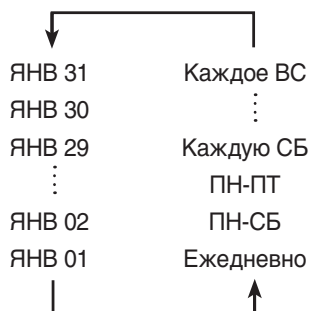 ЯНВ 31 Каждое ВС
ЯНВ 30
ЯНВ 29 Каждую СБ
ПН-ПТ
ЯНВ 02 ПН-СБ
ЯНВ 01 Ежедневно